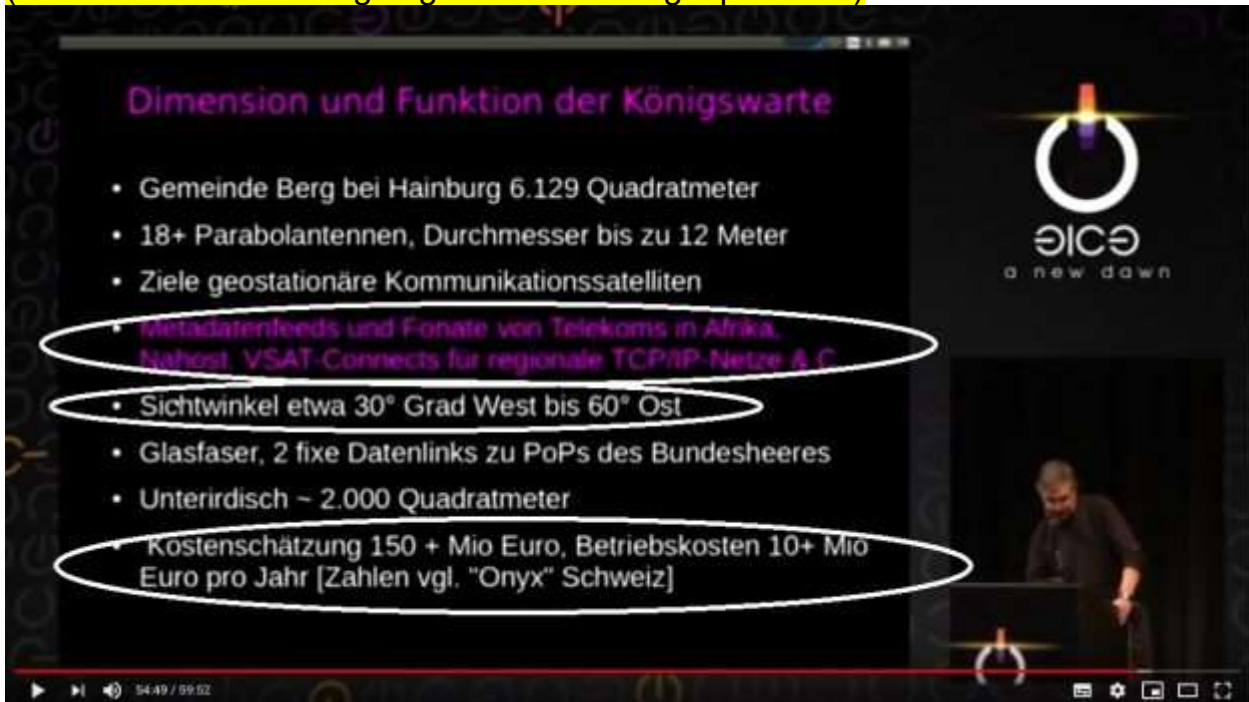 Dimension und Funktion der Königswarte
• Gemeinde Berg bei Hainburg 6.129 Quadratmeter
• 18+ Parabolantennen, Durchmesser bis zu 12 Meter
• Ziele geostationäre Kommunikationssatelliten
• Metadatenfeeds und Fonate von Telekoms in Afrika,
Nahost, VSAT-Connects für regionale TCP/IP-Netze & C
• Sichtwinkel etwa 30° Grad West bis 60° Ost
• Glasfaser, 2 fixe Datenlinks zu PoPs des Bundesheeres
• Unterirdisch ~ 2.000 Quadratmeter
• Kostenschätzung 150 + Mio Euro, Betriebskosten 10+ Mio
Euro pro Jahr [Zahlen vgl. "Onyx" Schweiz]
a new dawn
54:49 / 59:52